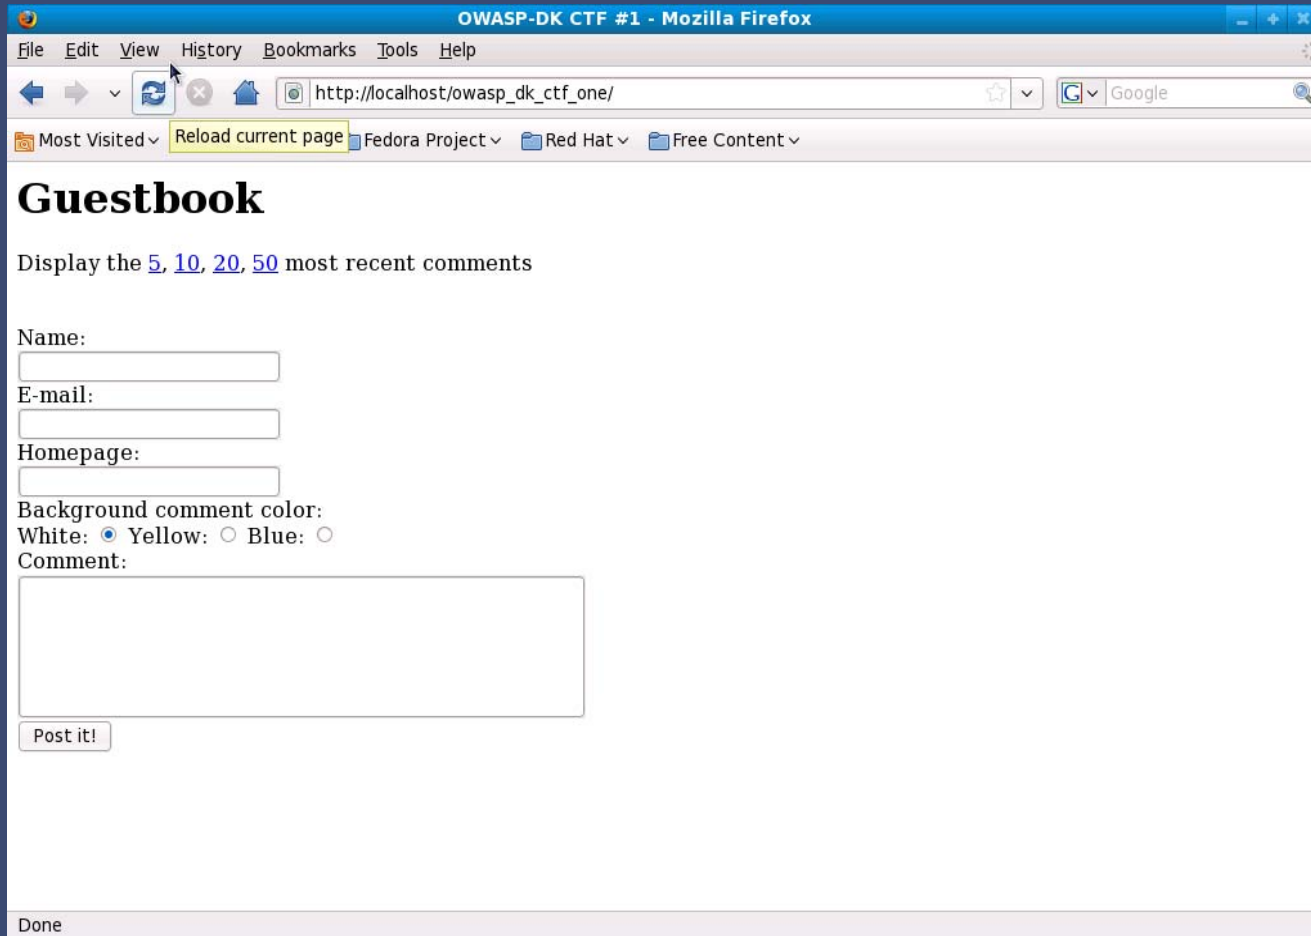 OWASP-DK CTF #1 - Mozilla Firefox
File Edit View History Bookmarks Tools Help
http://localhost/owasp_dk_ctf_one/ G Google
Most Visited Reload current page Fedora Project Red Hat Free Content
Guestbook
Display the 5, 10, 20, 50 most recent comments
Name:
E-mail:
Homepage:
Background comment color:
White: Yellow: Blue:
Comment:
Post it!
Done